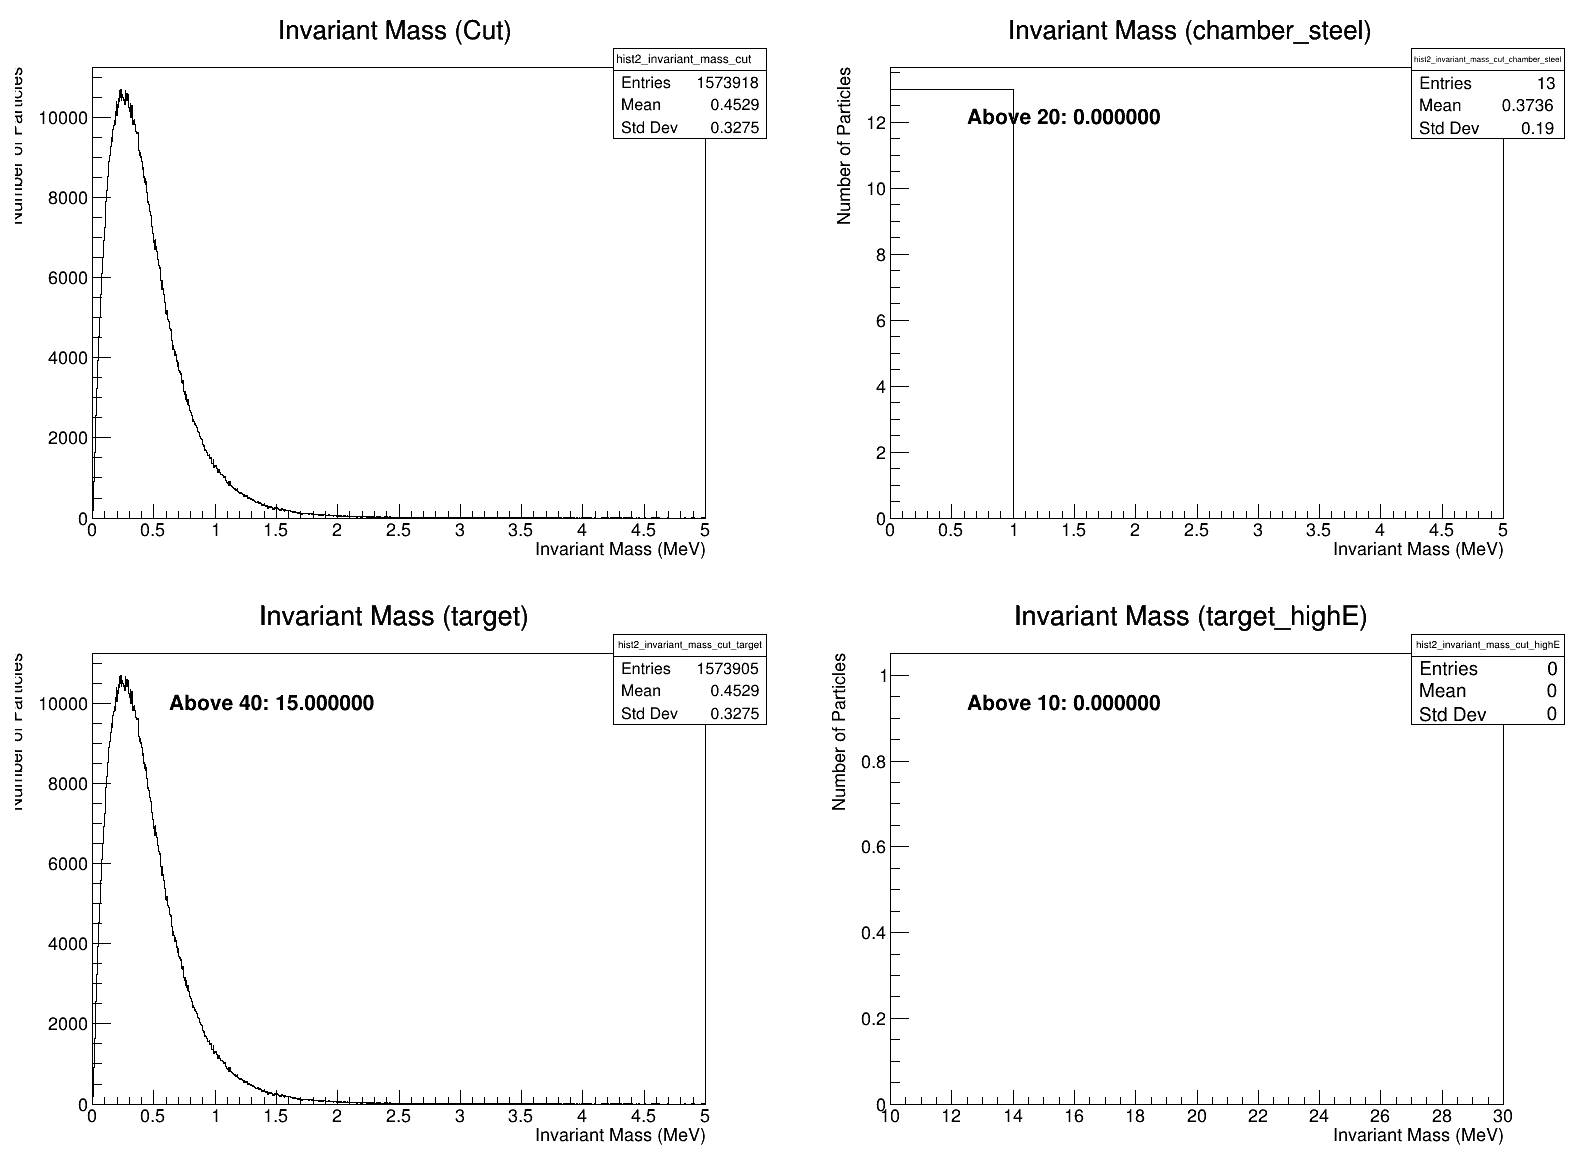 Invariant Mass (Cut)
hist2_invariant_mass_cut
Entries 1573918
Mean 0.4529
Std Dev 0.3275
Number of Particles
10000
8000
6000
4000
2000
0
0 0.5 1 1.5 2 2.5 3 3.5 4 4.5 5
Invariant Mass (MeV)
Invariant Mass (chamber_steel)
hist2_invariant_mass_cut_chamber_steel
Entries 13
Mean 0.3736
Std Dev 0.19
Above 20: 0.000000
Number of Particles
12
10
8
6
4
2
0
0 0.5 1 1.5 2 2.5 3 3.5 4 4.5 5
Invariant Mass (MeV)
Invariant Mass (target)
hist2_invariant_mass_cut_target
Entries 1573905
Mean 0.4529
Std Dev 0.3275
Above 40: 15.000000
Number of Particles
10000
8000
6000
4000
2000
0
0 0.5 1 1.5 2 2.5 3 3.5 4 4.5 5
Invariant Mass (MeV)
Invariant Mass (target_highE)
hist2_invariant_mass_cut_highE
Entries 0
Mean 0
Std Dev 0
Above 10: 0.000000
Number of Particles
1
0.8
0.6
0.4
0.2
0
10 12 14 16 18 20 22 24 26 28 30
Invariant Mass (MeV)